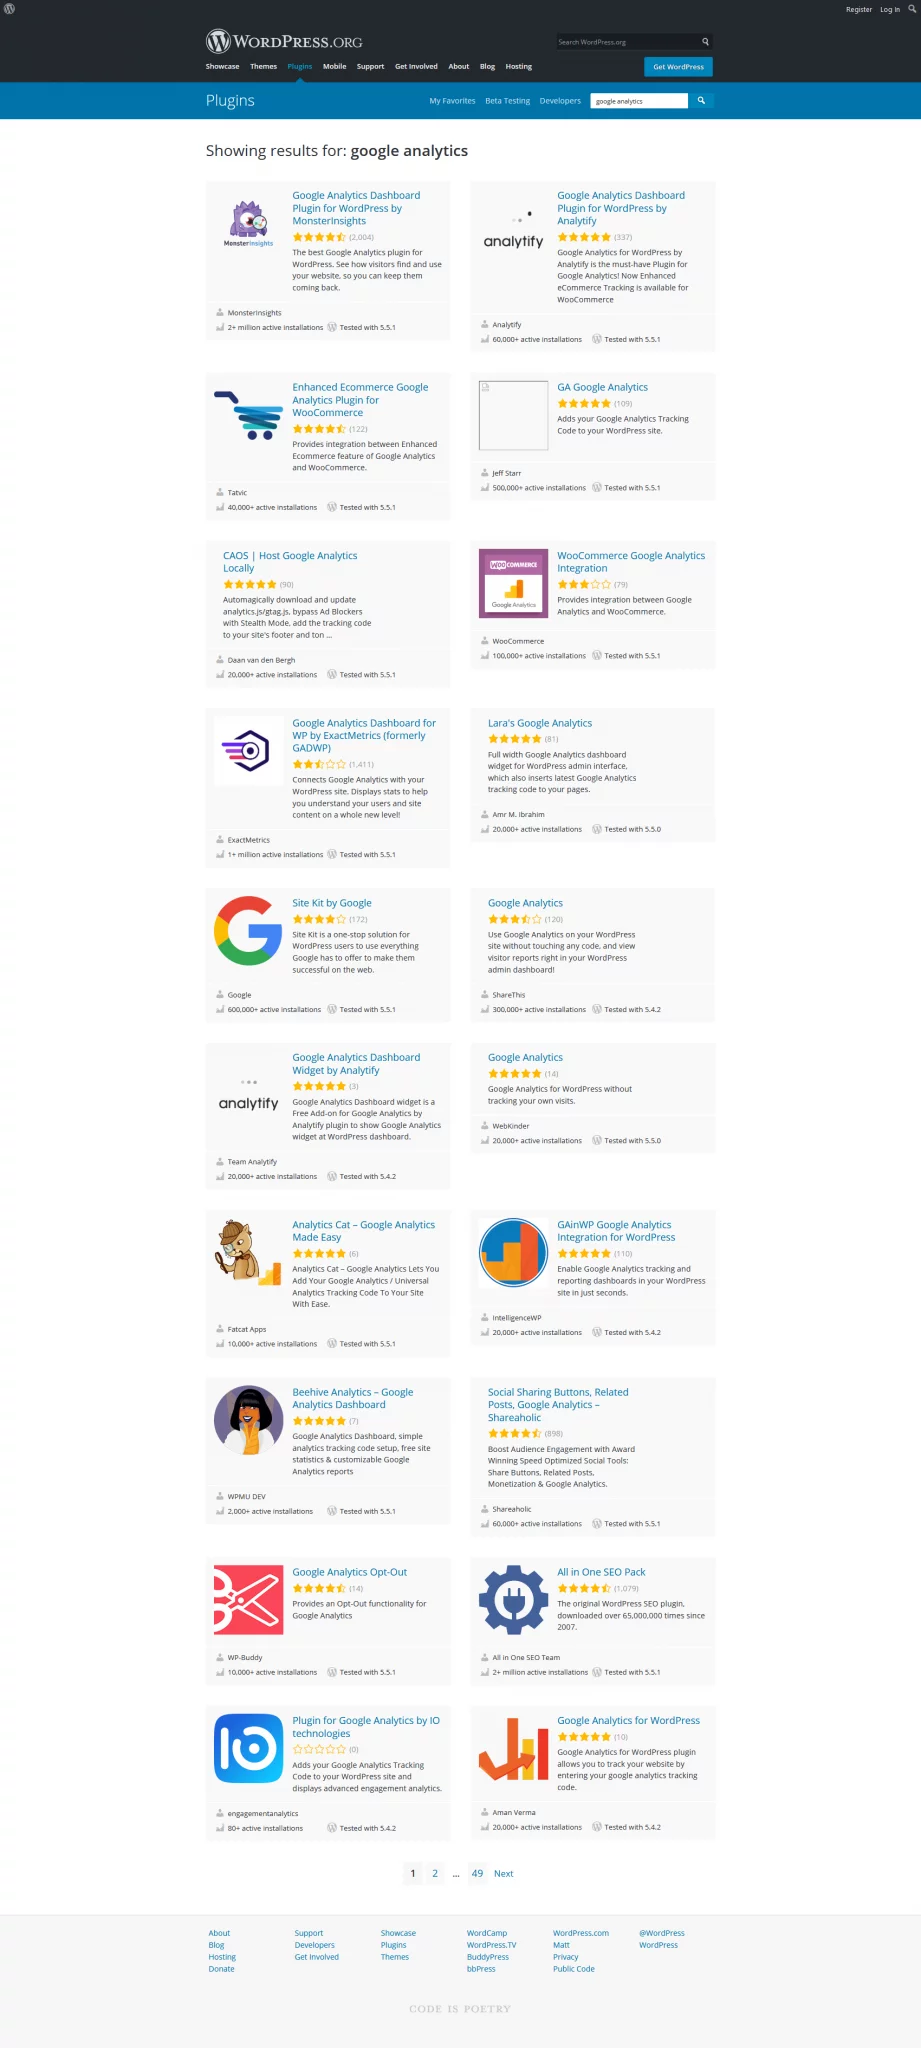 Register Log In
WORDPRESS.ORG
Search WordPress.org
Showcase Themes Plugins Mobile Support Get Involved About Blog Hosting
Get WordPress
Plugins
My Favorites Beta Testing Developers
google analytics
Showing results for: google analytics
MonsterInsights
Google Analytics Dashboard
Plugin for WordPress by
MonsterInsights
(2,004)
The best Google Analytics plugin for
WordPress. See how visitors find and use
your website, so you can keep them
coming back.
MonsterInsights
2+ million active installations Tested with 5.5.1
analytify
Google Analytics Dashboard
Plugin for WordPress by
Analytify
(337)
Google Analytics for WordPress by
Analytify is the must-have Plugin for
Google Analytics! Now Enhanced
eCommerce Tracking is available for
WooCommerce
Analytify
60,000+ active installations Tested with 5.5.1
Enhanced Ecommerce Google
Analytics Plugin for
WooCommerce
(122)
Provides integration between Enhanced
Ecommerce feature of Google Analytics
and WooCommerce.
Tatvic
40,000+ active installations Tested with 5.5.1
GA Google Analytics
(109)
Adds your Google Analytics Tracking
Code to your WordPress site.
Jeff Starr
500,000+ active installations Tested with 5.5.1
CAOS | Host Google Analytics
Locally
(90)
Automagically download and update
analytics.js/gtag.js, bypass Ad Blockers
with Stealth Mode, add the tracking code
to your site's footer and ton ...
Daan van den Bergh
20,000+ active installations Tested with 5.5.1
WOO COMMERCE
Google Analytics
WooCommerce Google Analytics
Integration
(79)
Provides integration between Google
Analytics and WooCommerce.
WooCommerce
100,000+ active installations Tested with 5.5.1
Google Analytics Dashboard for
WP by ExactMetrics (formerly
GADWP)
(1,411)
Connects Google Analytics with your
WordPress site. Displays stats to help
you understand your users and site
content on a whole new level!
ExactMetrics
1+ million active installations Tested with 5.5.1
Lara's Google Analytics
(81)
Full width Google Analytics dashboard
widget for WordPress admin interface,
which also inserts latest Google Analytics
tracking code to your pages.
Amr M. Ibrahim
20,000+ active installations Tested with 5.5.0
Site Kit by Google
(172)
Site Kit is a one-stop solution for
WordPress users to use everything
Google has to offer to make them
successful on the web.
Google
600,000+ active installations Tested with 5.5.1
Google Analytics
(120)
Use Google Analytics on your WordPress
site without touching any code, and view
visitor reports right in your WordPress
admin dashboard!
ShareThis
300,000+ active installations Tested with 5.4.2
analytify
Google Analytics Dashboard
Widget by Analytify
(3)
Google Analytics Dashboard widget is a
Free Add-on for Google Analytics by
Analytify plugin to show Google Analytics
widget at WordPress dashboard.
Team Analytify
20,000+ active installations Tested with 5.4.2
Google Analytics
(14)
Google Analytics for WordPress without
tracking your own visits.
WebKinder
20,000+ active installations Tested with 5.5.0
Analytics Cat – Google Analytics
Made Easy
(6)
Analytics Cat – Google Analytics Lets You
Add Your Google Analytics / Universal
Analytics Tracking Code To Your Site
With Ease.
Fatcat Apps
10,000+ active installations Tested with 5.5.1
GAinWP Google Analytics
Integration for WordPress
(110)
Enable Google Analytics tracking and
reporting dashboards in your WordPress
site in just seconds.
IntelligenceWP
20,000+ active installations Tested with 5.4.2
Beehive Analytics – Google
Analytics Dashboard
(7)
Google Analytics Dashboard, simple
analytics tracking code setup, free site
statistics & customizable Google
Analytics reports
WPMU DEV
2,000+ active installations Tested with 5.5.1
Social Sharing Buttons, Related
Posts, Google Analytics –
Shareaholic
(898)
Boost Audience Engagement with Award
Winning Speed Optimized Social Tools:
Share Buttons, Related Posts,
Monetization & Google Analytics.
Shareaholic
60,000+ active installations Tested with 5.5.1
Google Analytics Opt-Out
(14)
Provides an Opt-Out functionality for
Google Analytics
WP-Buddy
10,000+ active installations Tested with 5.5.1
All in One SEO Pack
(1,079)
The original WordPress SEO plugin,
downloaded over 65,000,000 times since
2007.
All in One SEO Team
2+ million active installations Tested with 5.5.1
Plugin for Google Analytics by IO
technologies
(0)
Adds your Google Analytics Tracking
Code to your WordPress site and
displays advanced engagement analytics.
engagementanalytics
80+ active installations Tested with 5.4.2
Google Analytics for WordPress
(10)
Google Analytics for WordPress plugin
allows you to track your website by
entering your google analytics tracking
code.
Aman Verma
20,000+ active installations Tested with 5.4.2
1 2 ... 49 Next
About Support Showcase WordCamp WordPress.com @WordPress
Blog Developers Plugins WordPress.TV Matt WordPress
Hosting Get Involved Themes BuddyPress Privacy
Donate bbPress Public Code
CODE IS POETRY